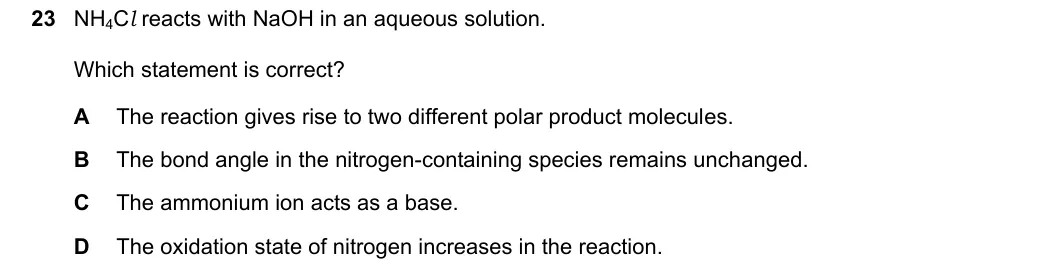 23 NH₄Cl reacts with NaOH in an aqueous solution.
Which statement is correct?
A The reaction gives rise to two different polar product molecules.
B The bond angle in the nitrogen-containing species remains unchanged.
C The ammonium ion acts as a base.
D The oxidation state of nitrogen increases in the reaction.